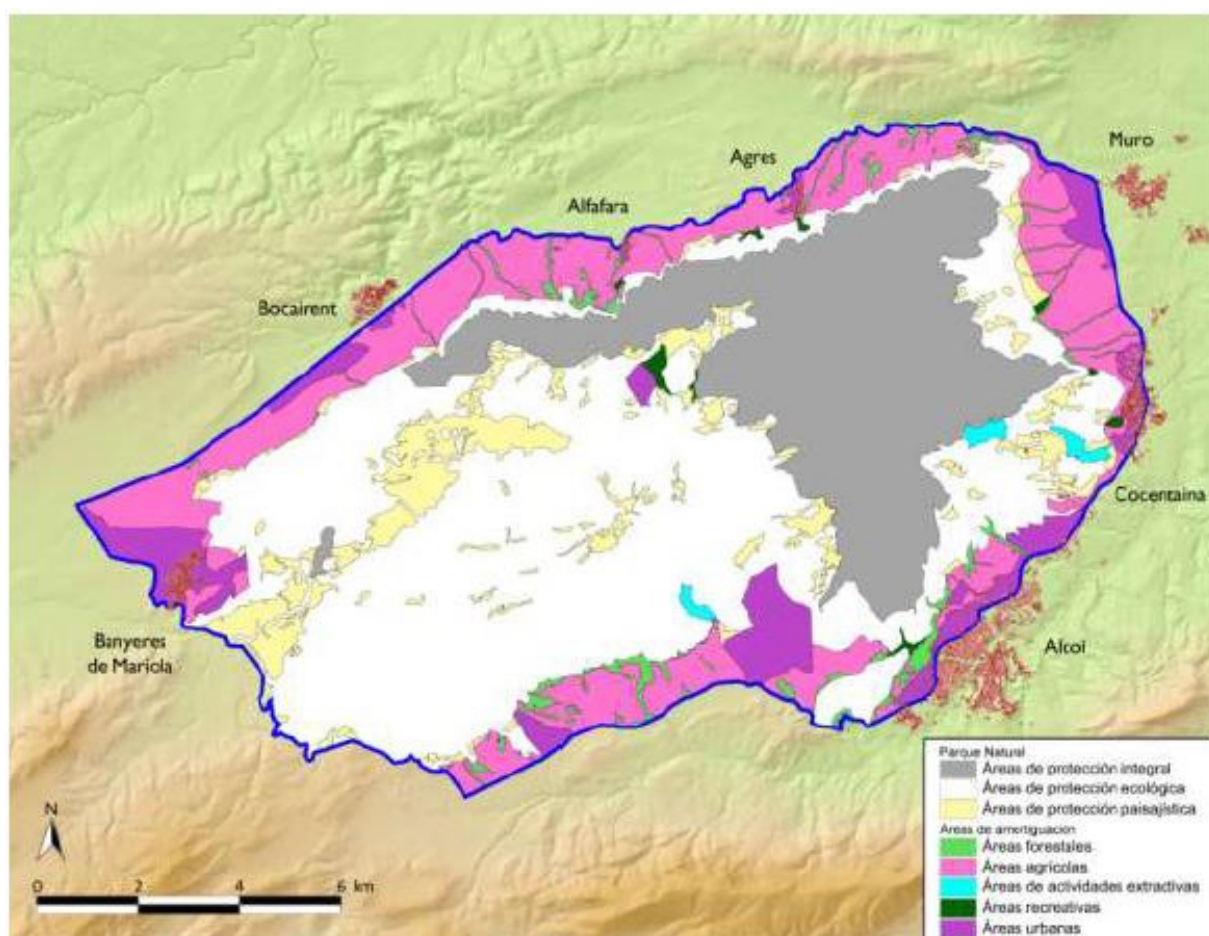 Muro
Agres
Alfafara
Bocairent
Cocentaina
Banyeres
de Mariola
Alcoi
N
0 2 4 6 km
Parque Natural
Áreas de protección integral
Áreas de protección ecológica
Áreas de protección paisajística
Áreas de amortiguación
Áreas forestales
Áreas agrícolas
Áreas de actividades extractivas
Áreas recreativas
Áreas urbanas